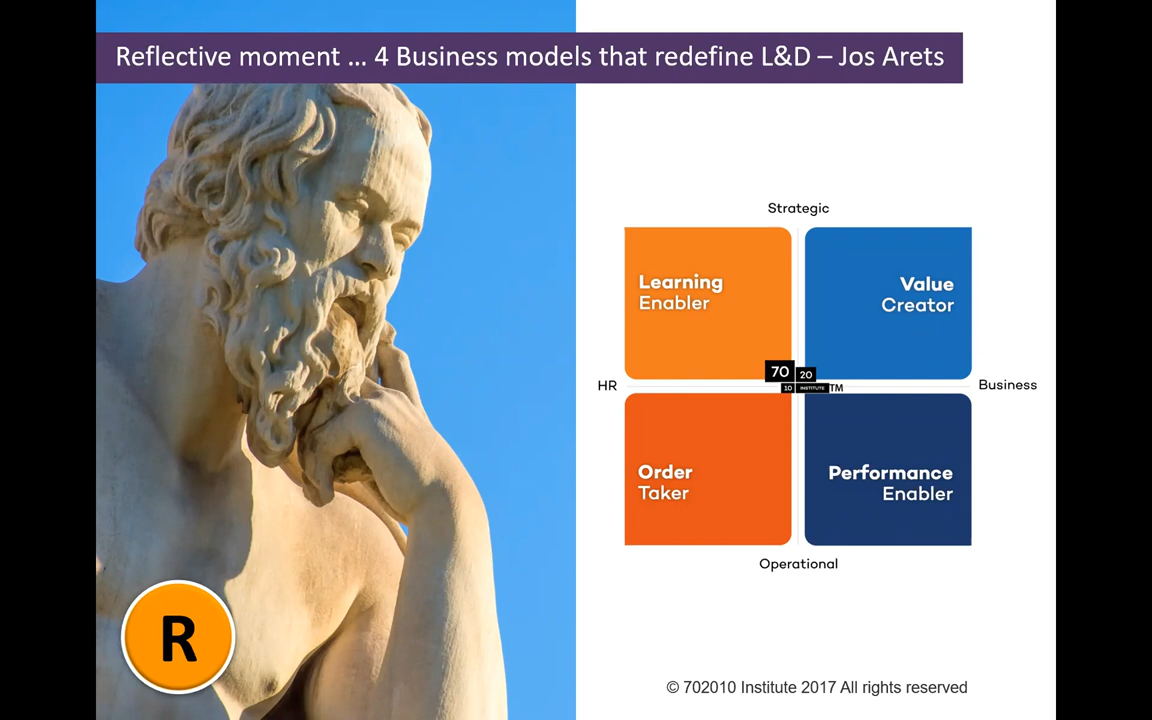 Reflective moment ... 4 Business models that redefine L&D – Jos Arets
Strategic
Learning
Enabler
Value
Creator
HR
70
20
10
INSTITUTE
TM
Business
Order
Taker
Performance
Enabler
Operational
R
© 702010 Institute 2017 All rights reserved